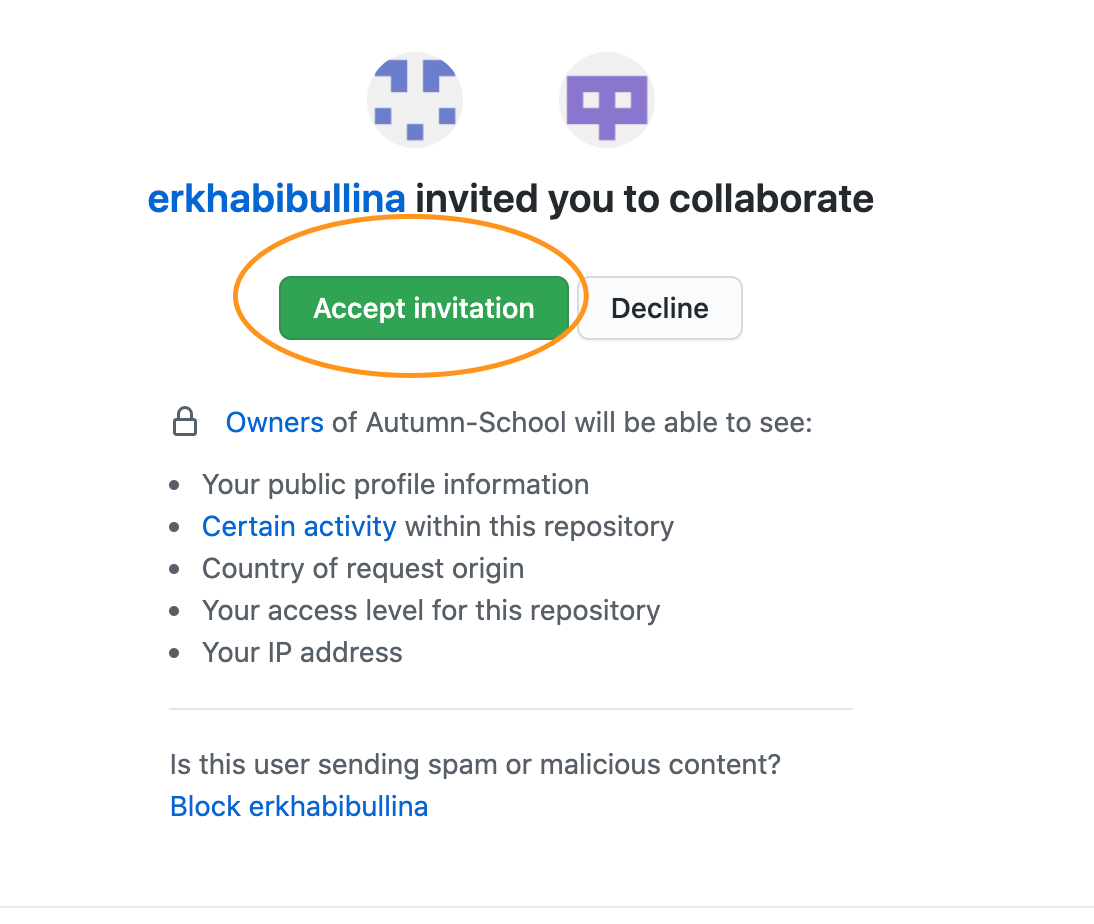 erkhabibullina invited you to collaborate
Accept invitation
Decline
Owners of Autumn-School will be able to see:
Your public profile information
Certain activity within this repository
Country of request origin
Your access level for this repository
Your IP address
Is this user sending spam or malicious content?
Block erkhabibullina